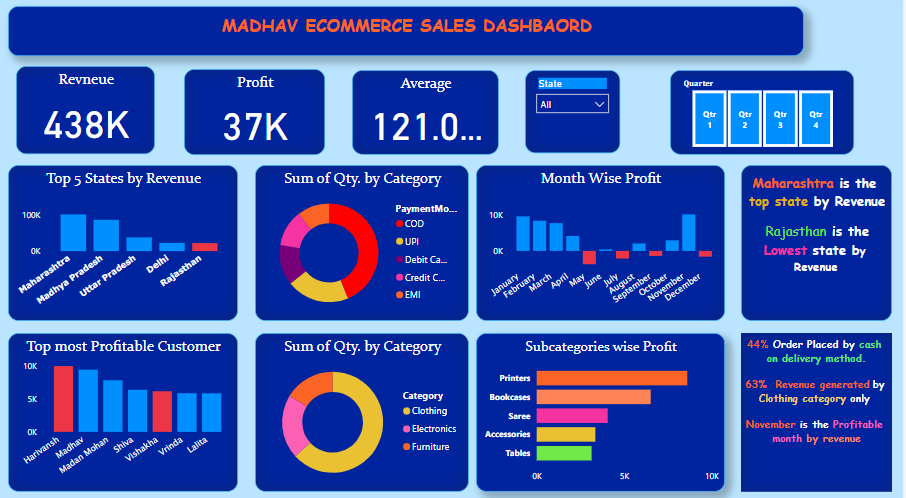 MADHAV ECOMMERCE SALES DASHBAORD
Revneue
438K
Profit
37K
Average
121.0...
State
All
Quarter
Qtr
1
Qtr
2
Qtr
3
Qtr
4
Top 5 States by Revenue
100K
0K
Maharashtra
Madhya Pradesh
Uttar Pradesh
Delhi
Rajasthan
Sum of Qty. by Category
PaymentMo...
COD
UPI
Debit Ca...
Credit C...
EMI
Month Wise Profit
10K
0K
January
February
March
April
May
June
July
August
September
October
November
December
Maharashtra is the
top state by Revenue
Rajasthan is the
Lowest state by
Revenue
Top most Profitable Customer
10K
5K
0K
Harivansh
Madhav
Madan Mohan
Shiva
Vishakha
Vrinda
Lalita
Sum of Qty. by Category
Category
Clothing
Electronics
Furniture
Subcategories wise Profit
Printers
Bookcases
Saree
Accessories
Tables
0K
5K
10K
44% Order Placed by cash
on delivery method.
63% Revenue generated by
Clothing category only
November is the Profitable
month by revenue